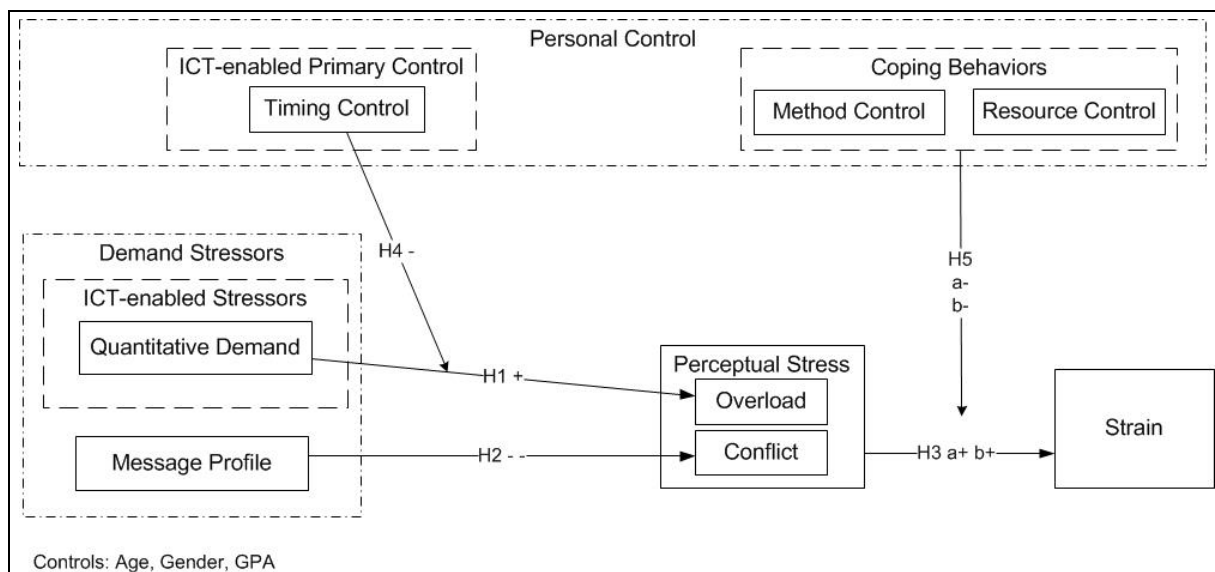 Personal Control
ICT-enabled Primary Control
Timing Control
Coping Behaviors
Method Control
Resource Control
H4 -
H5
a-
b-
Demand Stressors
ICT-enabled Stressors
Quantitative Demand
H1 +
Message Profile
H2 - -
Perceptual Stress
Overload
Conflict
H3 a+ b+
Strain
Controls: Age, Gender, GPA